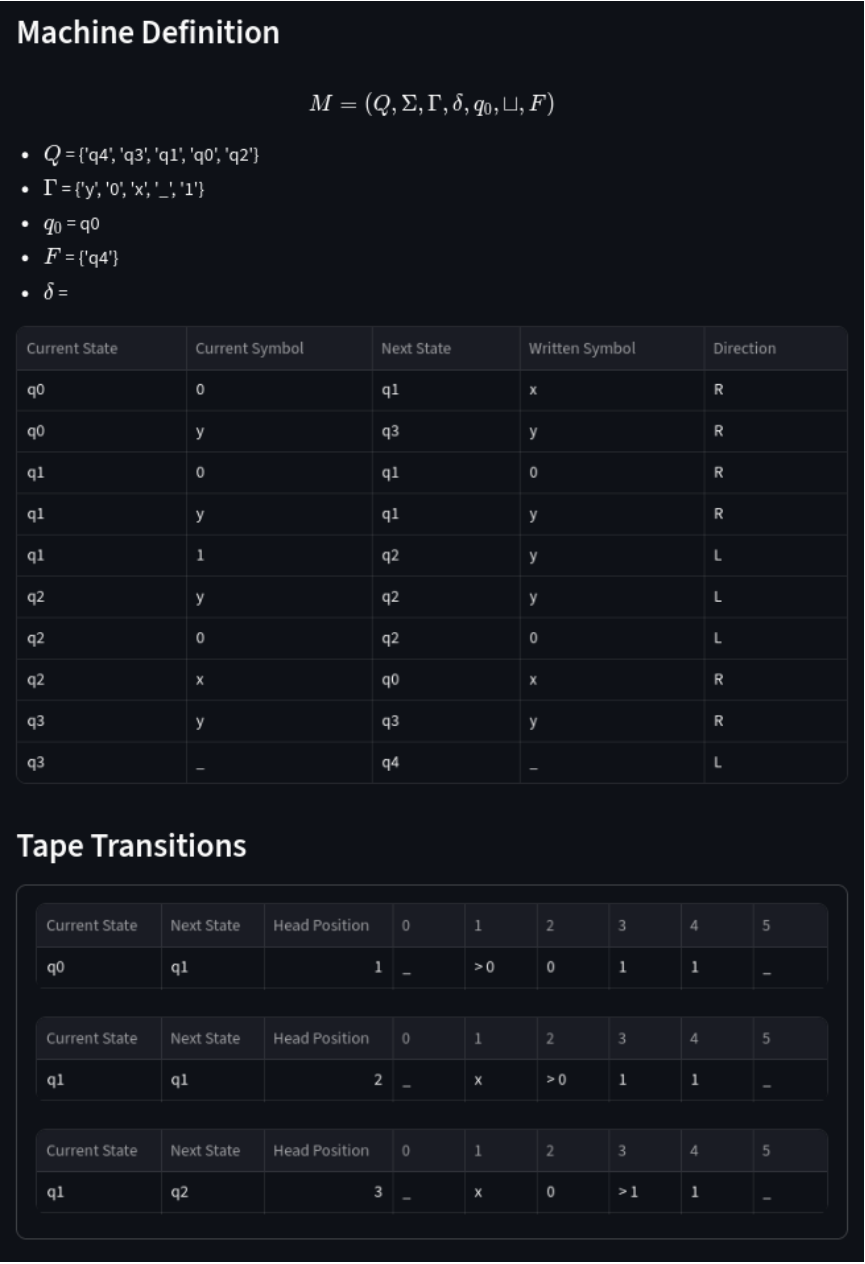 Machine Definition
M = (Q, Σ, Γ, δ, q₀, ⊔, F)
• Q = {'q4', 'q3', 'q1', 'q0', 'q2'}
• Γ = {'y', '0', 'x', '_', '1'}
• q₀ = q0
• F = {'q4'}
• δ =
Current State Current Symbol Next State Written Symbol Direction
q0 0 q1 x R
q0 y q3 y R
q1 0 q1 0 R
q1 y q1 y R
q1 1 q2 y L
q2 y q2 y L
q2 0 q2 0 L
q2 x q0 x R
q3 y q3 y R
q3 _ q4 _ L
Tape Transitions
Current State Next State Head Position 0 1 2 3 4 5
q0 q1 1 _ >0 0 1 1 _
Current State Next State Head Position 0 1 2 3 4 5
q1 q1 2 _ x >0 1 1 _
Current State Next State Head Position 0 1 2 3 4 5
q1 q2 3 _ x 0 >1 1 _